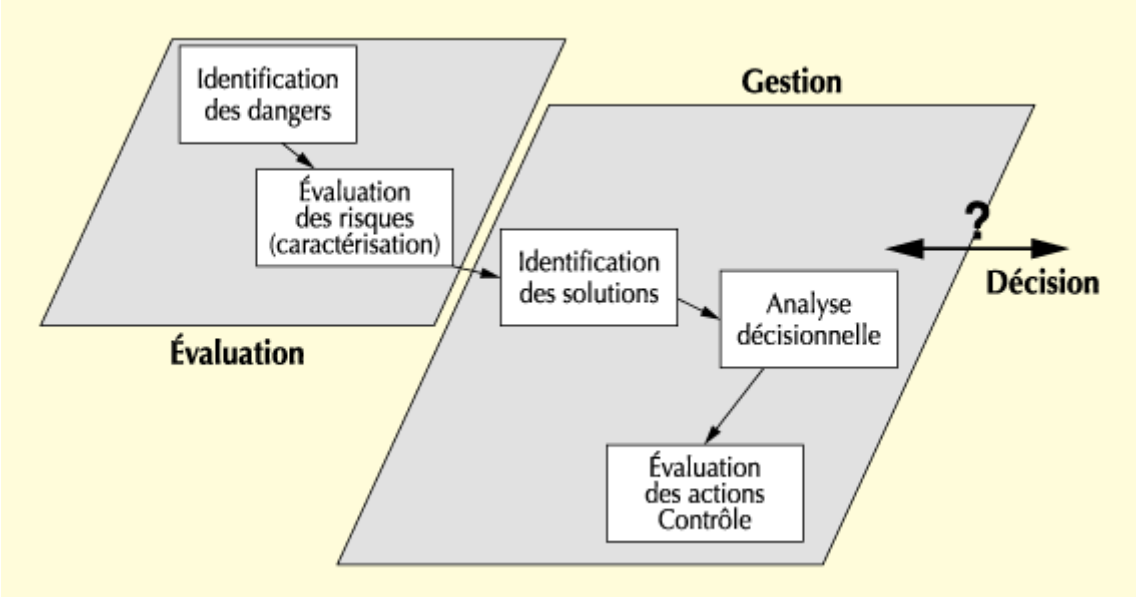 Identification
des dangers
Évaluation
des risques
(caractérisation)
Évaluation
Gestion
Identification
des solutions
Analyse
décisionnelle
Évaluation
des actions
Contrôle
?
Décision